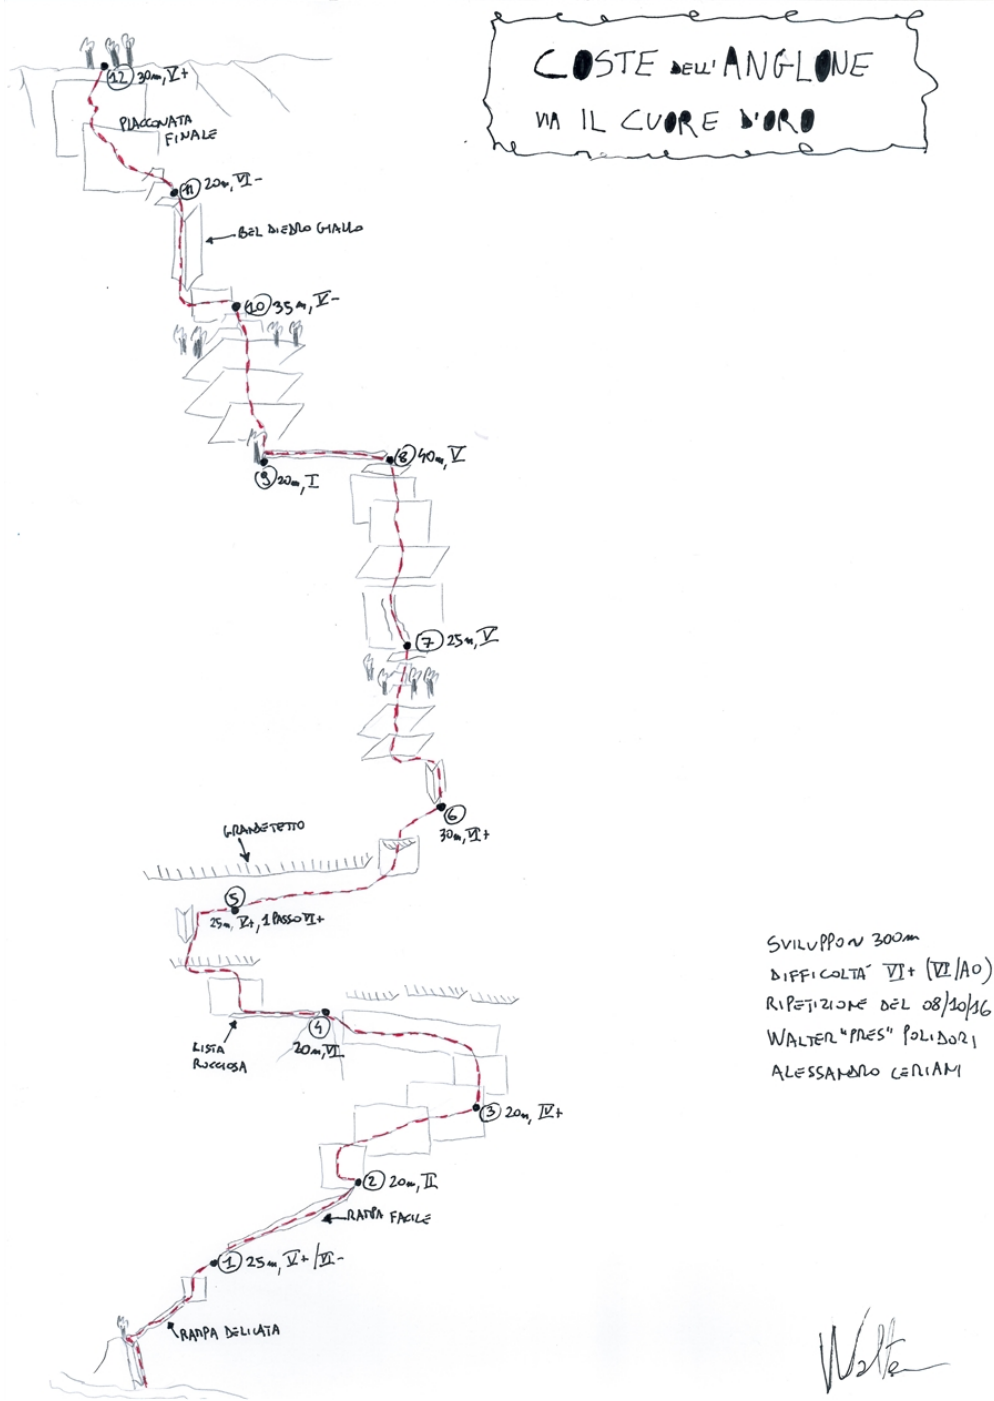 COSTE DELL'ANGLONE
VIA IL CUORE D'ORO
12 30m, V+
PLACCONATA
FINALE
11 20m, VI-
BEL DIEDRO GIALLO
10 35m, V-
8 40m, V
9 20m, I
7 25m, V
6
30m, VI+
GRANDE TETTO
5
25m, V+, 1 PASSO VI+
SVILUPPO ~ 300m
DIFFICOLTÀ VI+ (VI/A0)
RIPETIZIONE DEL 08/10/16
WALTER "PRES" POLIDORI
ALESSANDRO CERIANI
4
20m, VI
LISTA
ROCCIOSA
3 20m, IV+
2 20m, II
RAMPA FACILE
1 25m, V+/VI-
RAMPA DELICATA
Walter